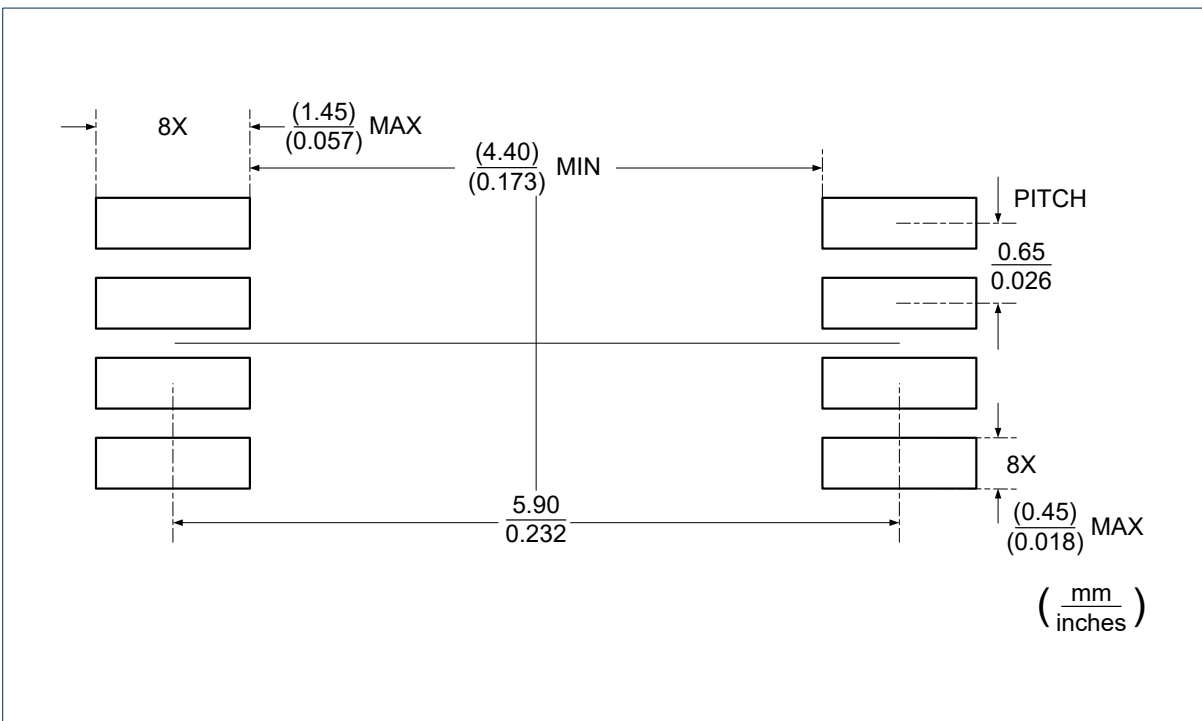 8X
(1.45)
(0.057)
MAX
(4.40)
(0.173)
MIN
PITCH
0.65
0.026
8X
5.90
0.232
(0.45)
(0.018)
MAX
( mm
inches )